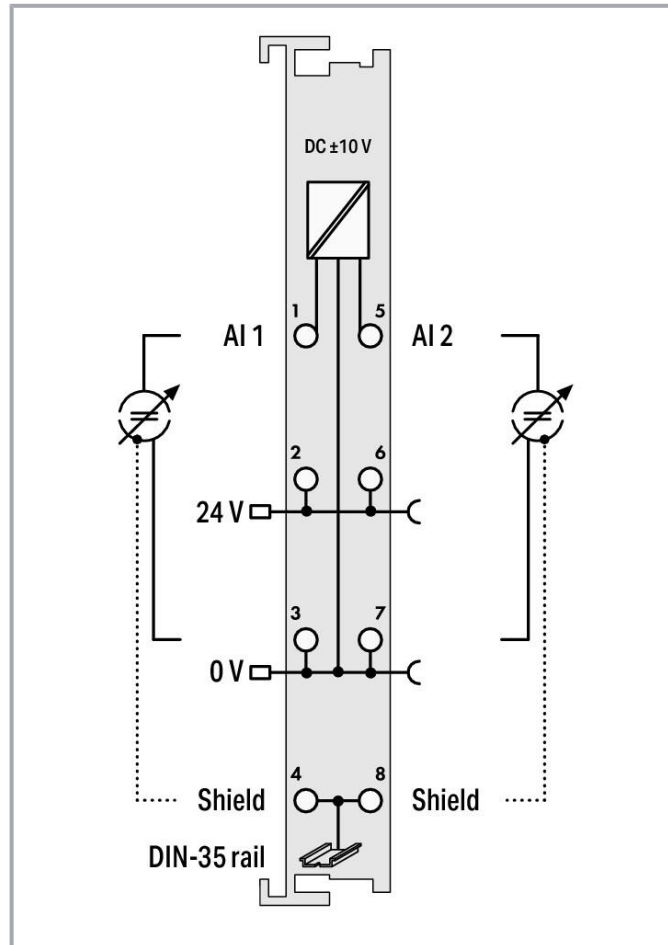 DC ±10 V
1 5
AI 1 AI 2
2 6
24 V
3 7
0 V
4 8
Shield Shield
DIN-35 rail